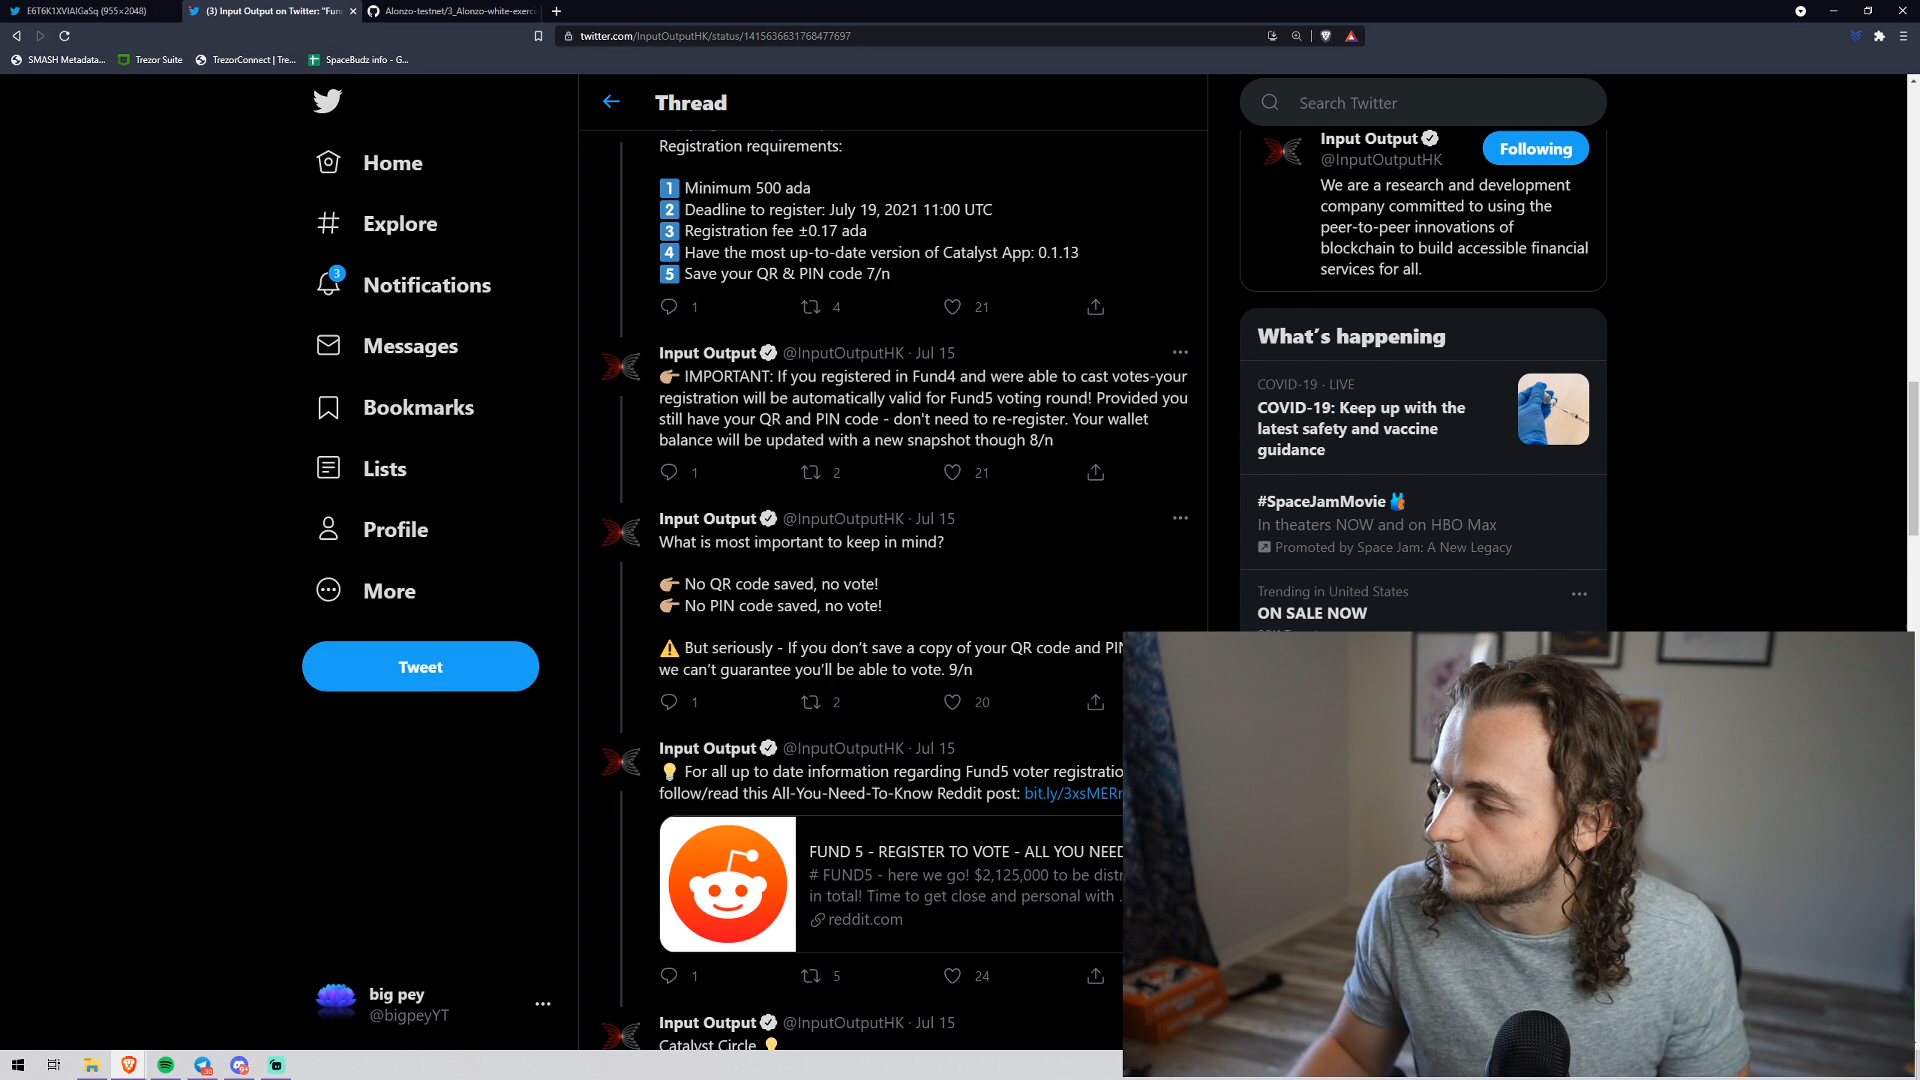 E6T6K1XVIAIGaSq (955×2048)
(3) Input Output on Twitter: "Fun
Alonzo-testnet/3_Alonzo-white-exerci
twitter.com/InputOutputHK/status/1415636631768477697
SMASH Metadata...
Trezor Suite
TrezorConnect | Tre...
SpaceBudz info - G...
Home
Explore
3
Notifications
Messages
Bookmarks
Lists
Profile
More
Tweet
big pey
@bigpeyYT
Thread
Registration requirements:
1 Minimum 500 ada
2 Deadline to register: July 19, 2021 11:00 UTC
3 Registration fee ±0.17 ada
4 Have the most up-to-date version of Catalyst App: 0.1.13
5 Save your QR & PIN code 7/n
1 4 21
Input Output @InputOutputHK · Jul 15
👉🏼 IMPORTANT: If you registered in Fund4 and were able to cast votes-your
registration will be automatically valid for Fund5 voting round! Provided you
still have your QR and PIN code - don't need to re-register. Your wallet
balance will be updated with a new snapshot though 8/n
1 2 21
Input Output @InputOutputHK · Jul 15
What is most important to keep in mind?
👉🏼 No QR code saved, no vote!
👉🏼 No PIN code saved, no vote!
⚠️ But seriously - If you don't save a copy of your QR code and PIN
we can't guarantee you'll be able to vote. 9/n
1 2 20
Input Output @InputOutputHK · Jul 15
💡 For all up to date information regarding Fund5 voter registratio
follow/read this All-You-Need-To-Know Reddit post: bit.ly/3xsMERr
FUND 5 - REGISTER TO VOTE - ALL YOU NEED
# FUND5 - here we go! $2,125,000 to be distr
in total! Time to get close and personal with .
reddit.com
1 5 24
Input Output @InputOutputHK · Jul 15
Catalyst Circle 💡
Search Twitter
Input Output
@InputOutputHK
Following
We are a research and development
company committed to using the
peer-to-peer innovations of
blockchain to build accessible financial
services for all.
What's happening
COVID-19 · LIVE
COVID-19: Keep up with the
latest safety and vaccine
guidance
#SpaceJamMovie
In theaters NOW and on HBO Max
Promoted by Space Jam: A New Legacy
Trending in United States
ON SALE NOW